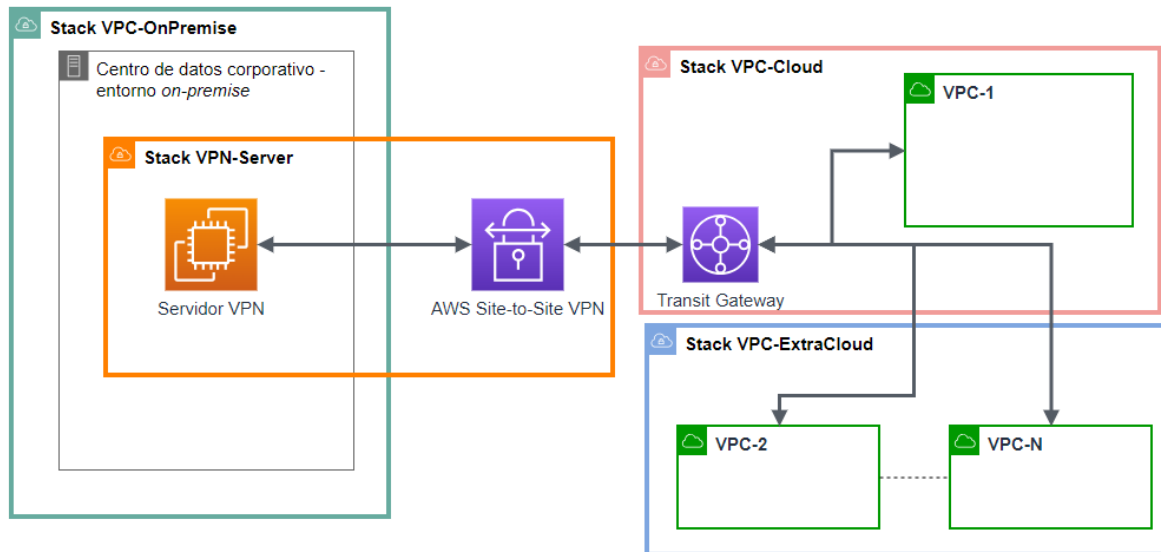 Stack VPC-OnPremise
Centro de datos corporativo -
entorno on-premise
Stack VPN-Server
Servidor VPN
AWS Site-to-Site VPN
Stack VPC-Cloud
VPC-1
Transit Gateway
Stack VPC-ExtraCloud
VPC-2
VPC-N